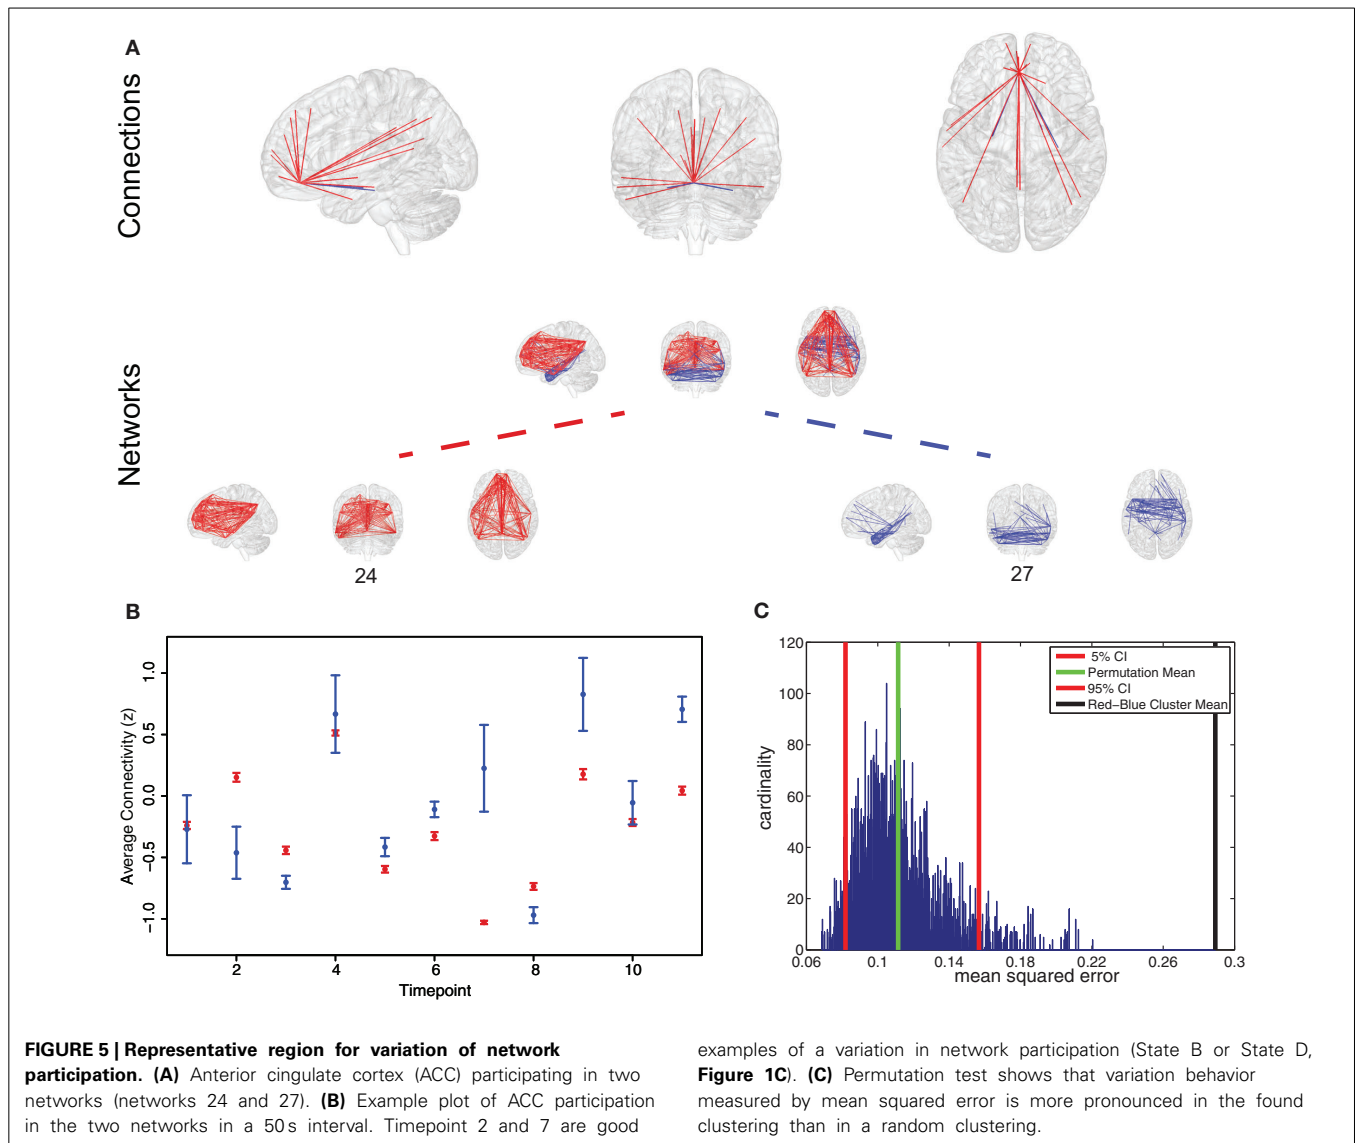 A
Connections
Networks
24
27
B
Average Connectivity (z)
1.0
0.5
0.0
−0.5
−1.0
2
4
6
8
10
Timepoint
C
cardinality
120
100
80
60
40
20
0
0.06
0.1
0.14
0.18
0.22
0.26
0.3
mean squared error
5% CI
Permutation Mean
95% CI
Red−Blue Cluster Mean
FIGURE 5 | Representative region for variation of network
participation. (A) Anterior cingulate cortex (ACC) participating in two
networks (networks 24 and 27). (B) Example plot of ACC participation
in the two networks in a 50 s interval. Timepoint 2 and 7 are good
examples of a variation in network participation (State B or State D,
Figure 1C). (C) Permutation test shows that variation behavior
measured by mean squared error is more pronounced in the found
clustering than in a random clustering.